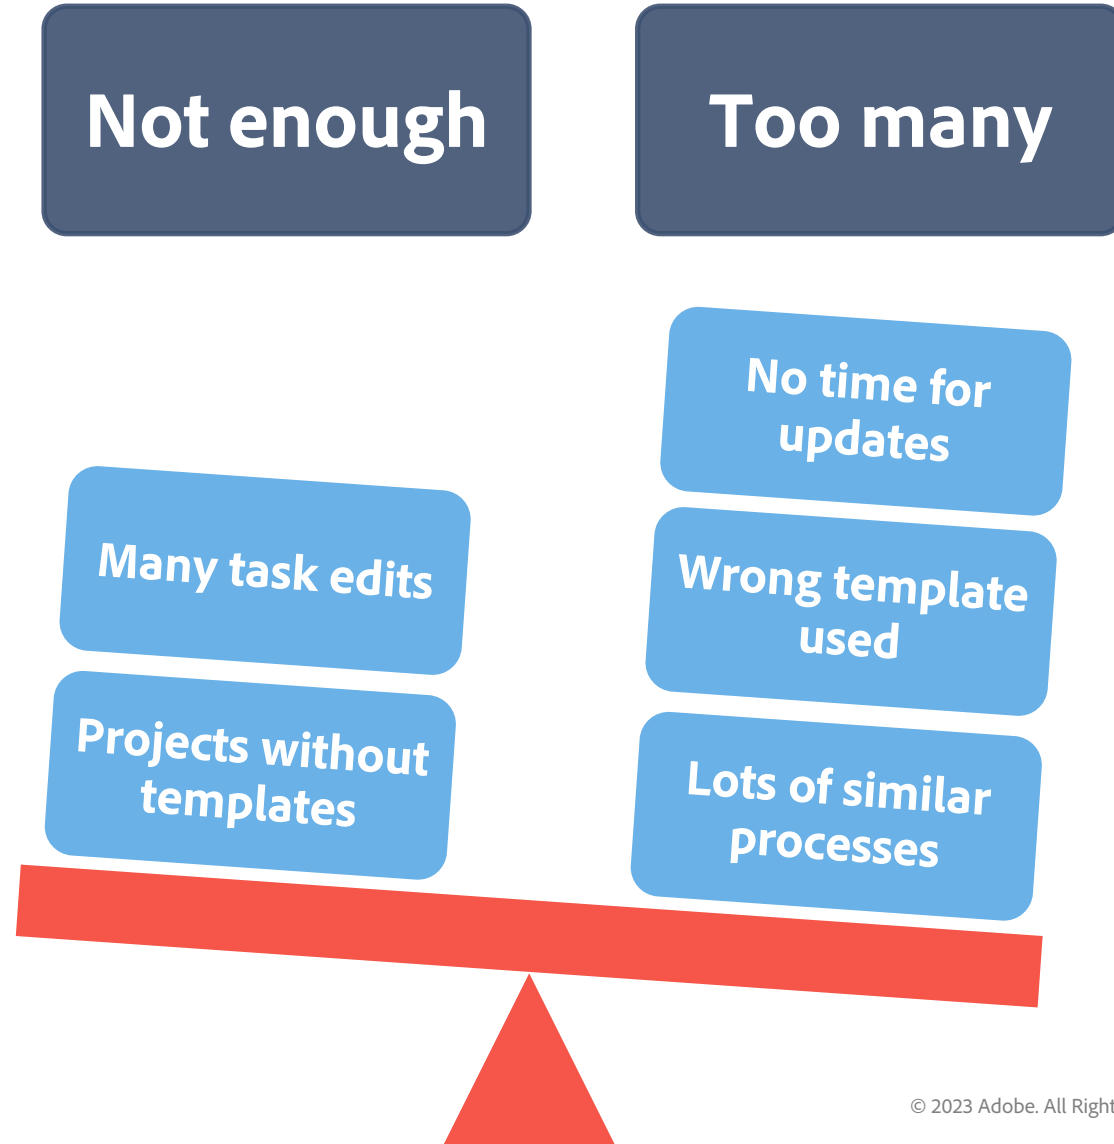 Not enough
Too many
Many task edits
Projects without
templates
No time for
updates
Wrong template
used
Lots of similar
processes
© 2023 Adobe. All Right